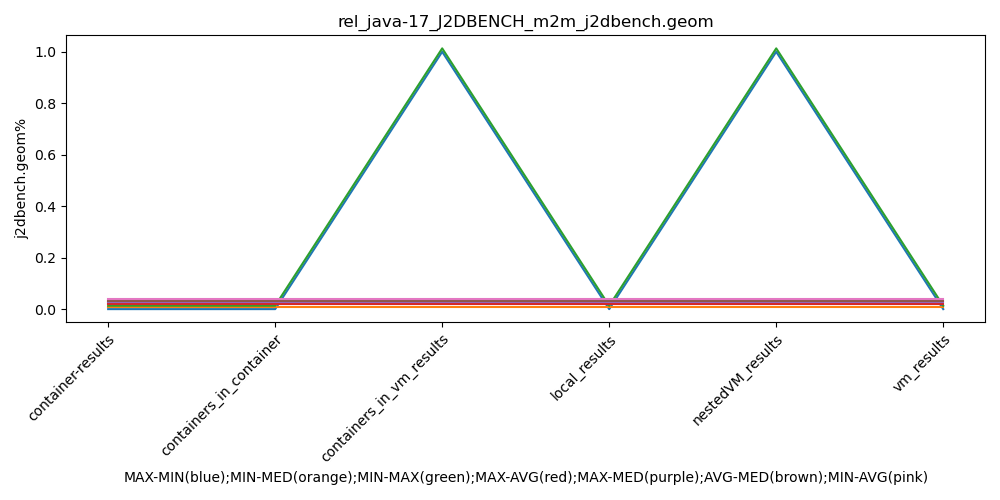 rel_java-17_J2DBENCH_m2m_j2dbench.geom
j2dbench.geom%
1.0
0.8
0.6
0.4
0.2
0.0
container-results
containers_in_container
containers_in_vm_results
local_results
nestedVM_results
vm_results
MAX-MIN(blue);MIN-MED(orange);MIN-MAX(green);MAX-AVG(red);MAX-MED(purple);AVG-MED(brown);MIN-AVG(pink)